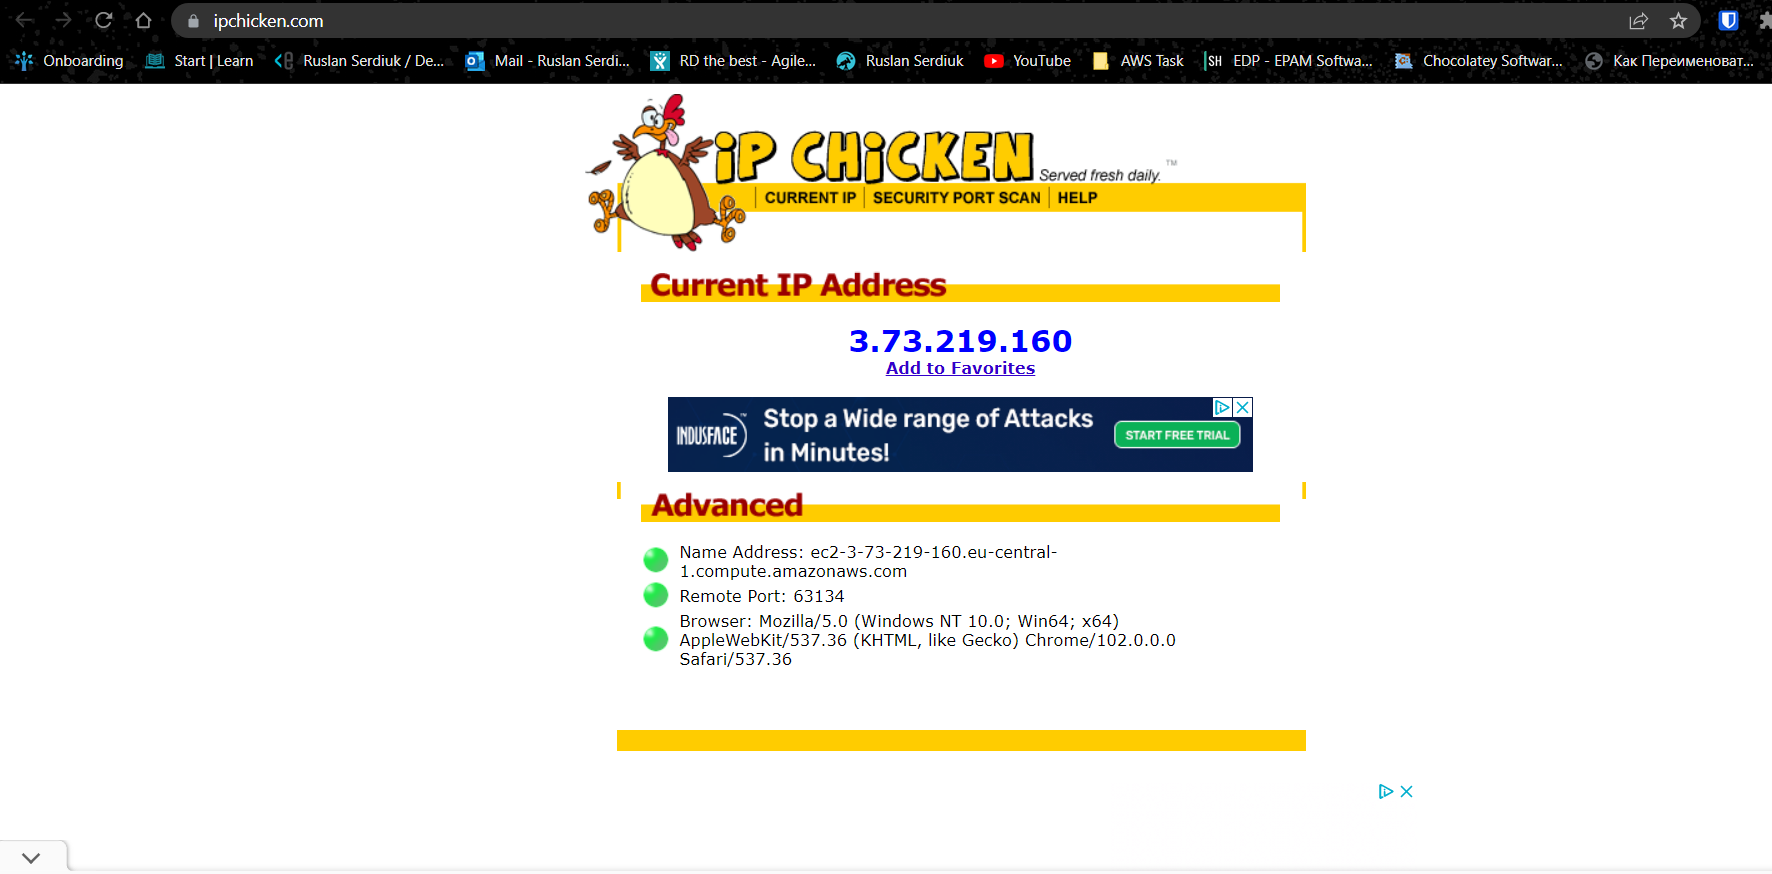 ipchicken.com
Onboarding
Start | Learn
Ruslan Serdiuk / De...
Mail - Ruslan Serdi...
RD the best - Agile...
Ruslan Serdiuk
YouTube
AWS Task
SH
EDP - EPAM Softwa...
Chocolatey Softwar...
Как Переименоват...
iP CHiCKEN
Served fresh daily.
TM
CURRENT IP | SECURITY PORT SCAN | HELP
Current IP Address
3.73.219.160
Add to Favorites
INDUSFACE
TM
Stop a Wide range of Attacks
in Minutes!
START FREE TRIAL
Advanced
Name Address: ec2-3-73-219-160.eu-central-
1.compute.amazonaws.com
Remote Port: 63134
Browser: Mozilla/5.0 (Windows NT 10.0; Win64; x64)
AppleWebKit/537.36 (KHTML, like Gecko) Chrome/102.0.0.0
Safari/537.36